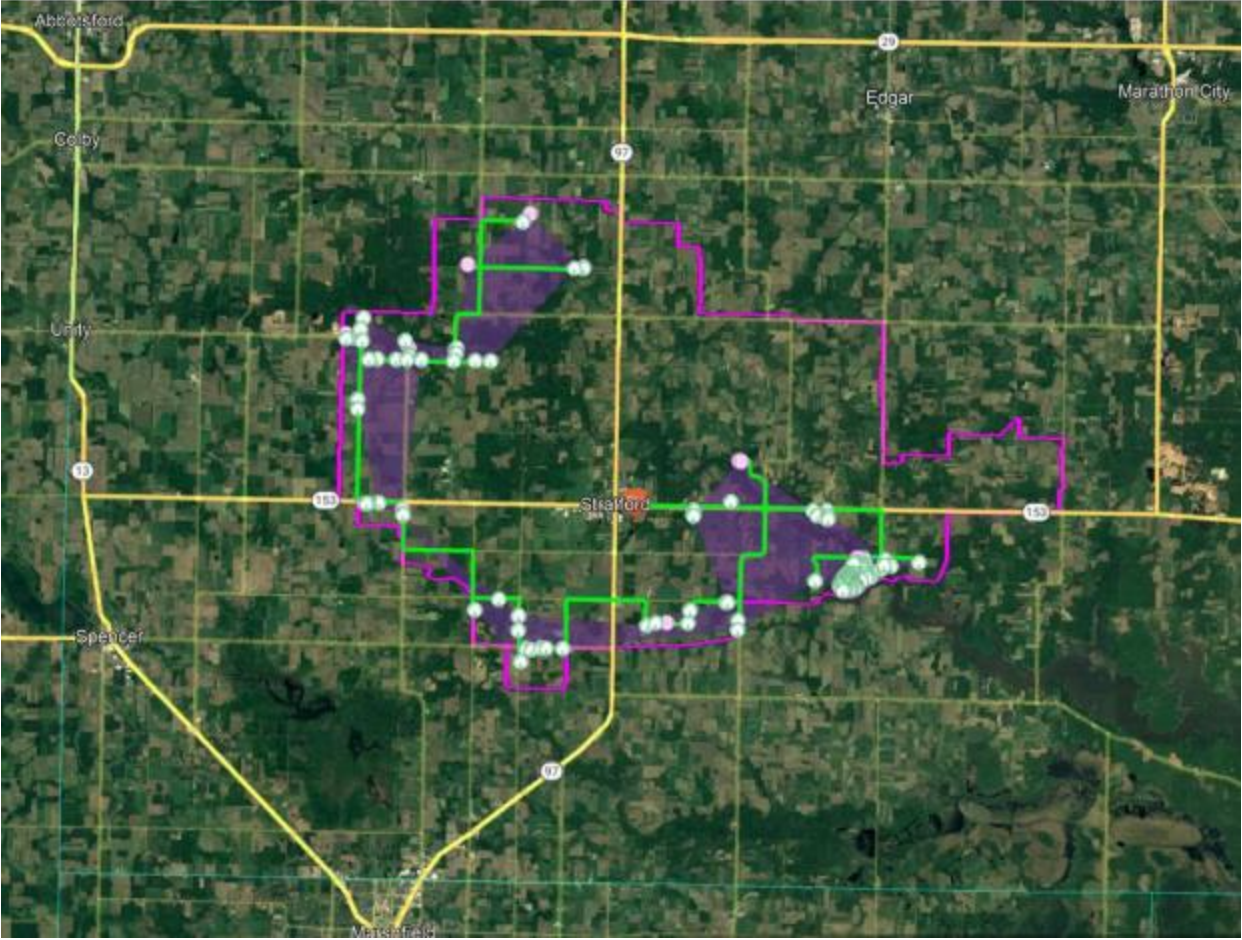 Abbotsford
29
Edgar
Marathon City
Colby
97
Unity
13
153
Stratford
153
Spencer
97
Marshfield